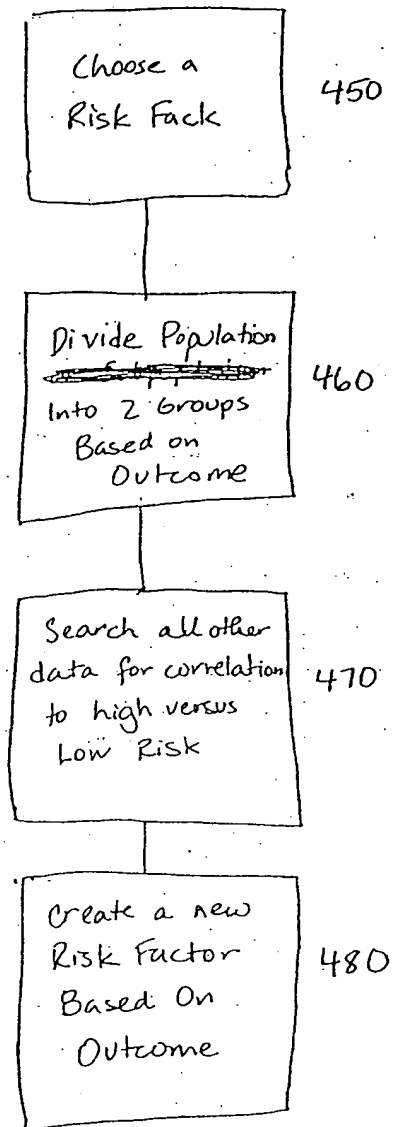 Choose a
Risk Fack
450
Divide Population
Into 2 Groups
Based on
Outcome
460
Search all other
data for correlation
to high versus
Low Risk
470
Create a new
Risk Factor
Based On
Outcome
480